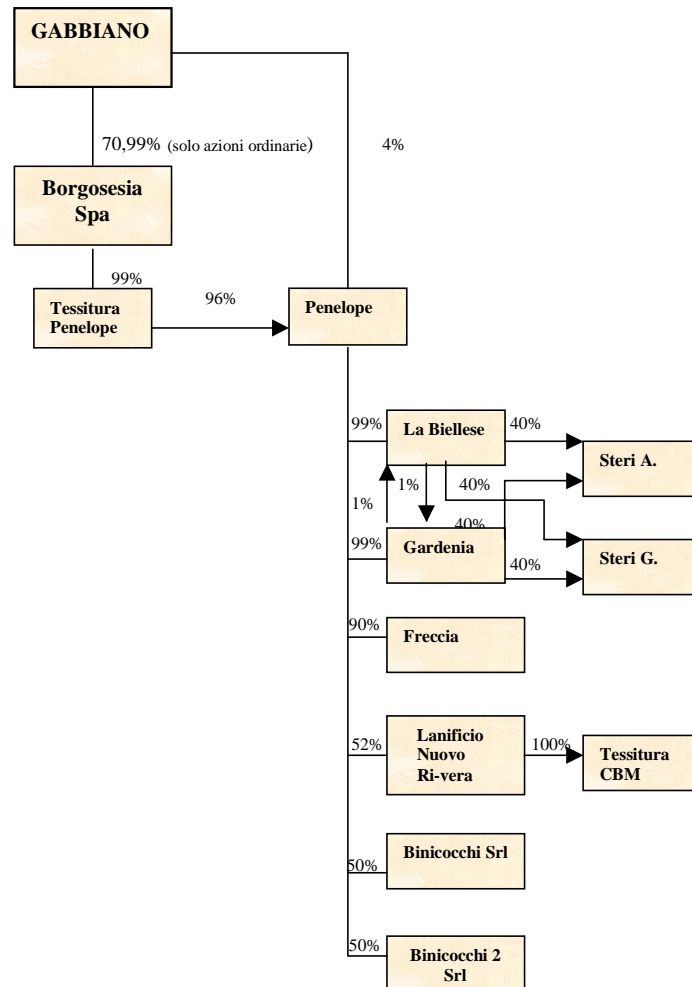 GABBIANO
70,99% (solo azioni ordinarie)
4%
Borgosesia
Spa
99%
96%
Tessitura
Penelope
Penelope
99%
La Biellese
40%
Steri A.
1%
1%
40%
40%
99%
Gardenia
40%
Steri G.
90%
Freccia
52%
Lanificio
Nuovo
Ri-vera
100%
Tessitura
CBM
50%
Binicocchi Srl
50%
Binicocchi 2
Srl